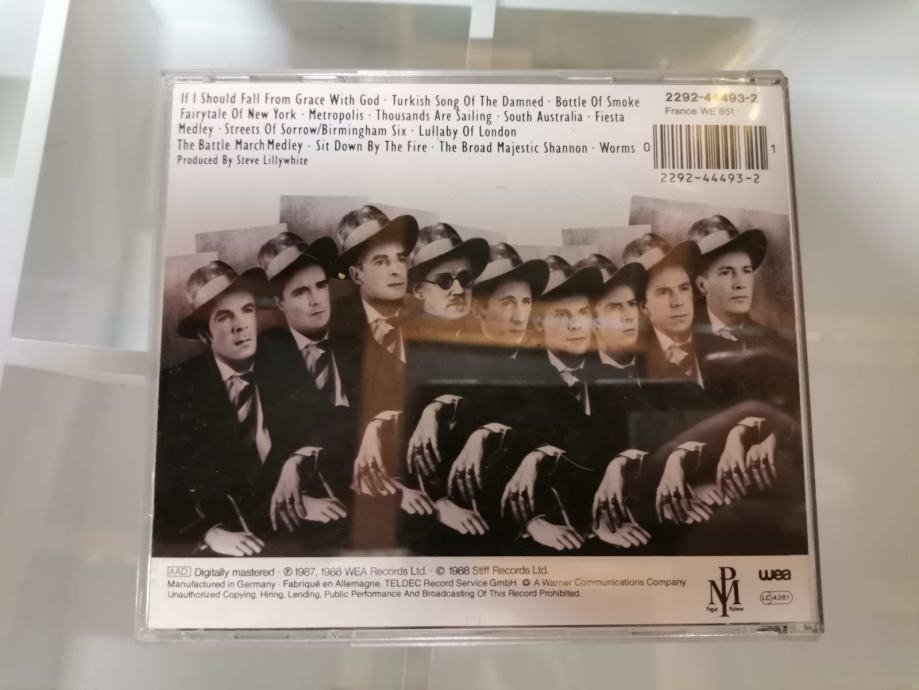 If I Should Fall From Grace With God · Turkish Song Of The Damned · Bottle Of Smoke
Fairytale Of New York · Metropolis · Thousands Are Sailing · South Australia · Fiesta
Medley · Streets Of Sorrow/Birmingham Six · Lullaby Of London
The Battle March Medley · Sit Down By The Fire · The Broad Majestic Shannon · Worms
Produced By Steve Lillywhite
2292-44493-2
France WE 851
0 1
2292-44493-2
AAD Digitally mastered · ℗ 1987, 1988 WEA Records Ltd. · © 1988 Stiff Records Ltd.
Manufactured in Germany · Fabriqué en Allemagne. TELDEC Record Service GmbH A Warner Communications Company
Unauthorized Copying, Hiring, Lending, Public Performance And Broadcasting Of This Record Prohibited.
PM
Pogue Mahone
wea
LC 4281